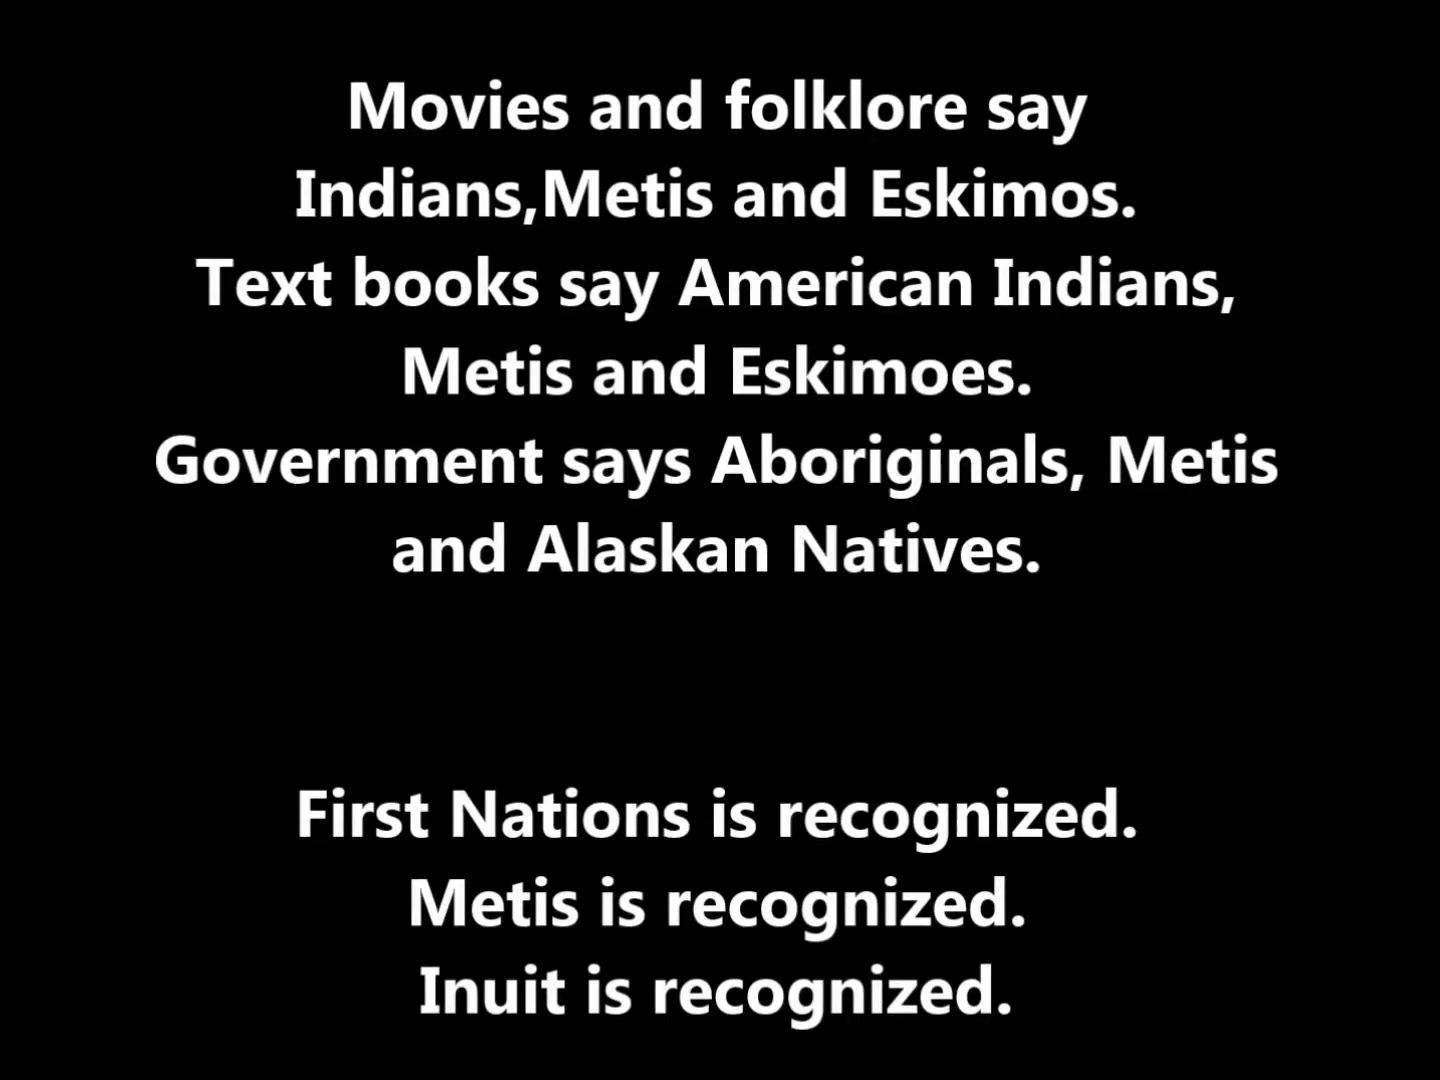 Movies and folklore say
Indians,Metis and Eskimos.
Text books say American Indians,
Metis and Eskimoes.
Government says Aboriginals, Metis
and Alaskan Natives.
First Nations is recognized.
Metis is recognized.
Inuit is recognized.